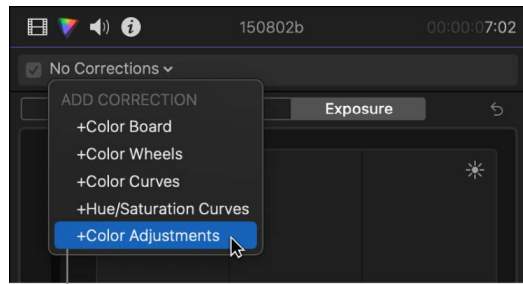 150802b 00:00:07:02
No Corrections
ADD CORRECTION
+Color Board
Exposure
+Color Wheels
+Color Curves
+Hue/Saturation Curves
+Color Adjustments